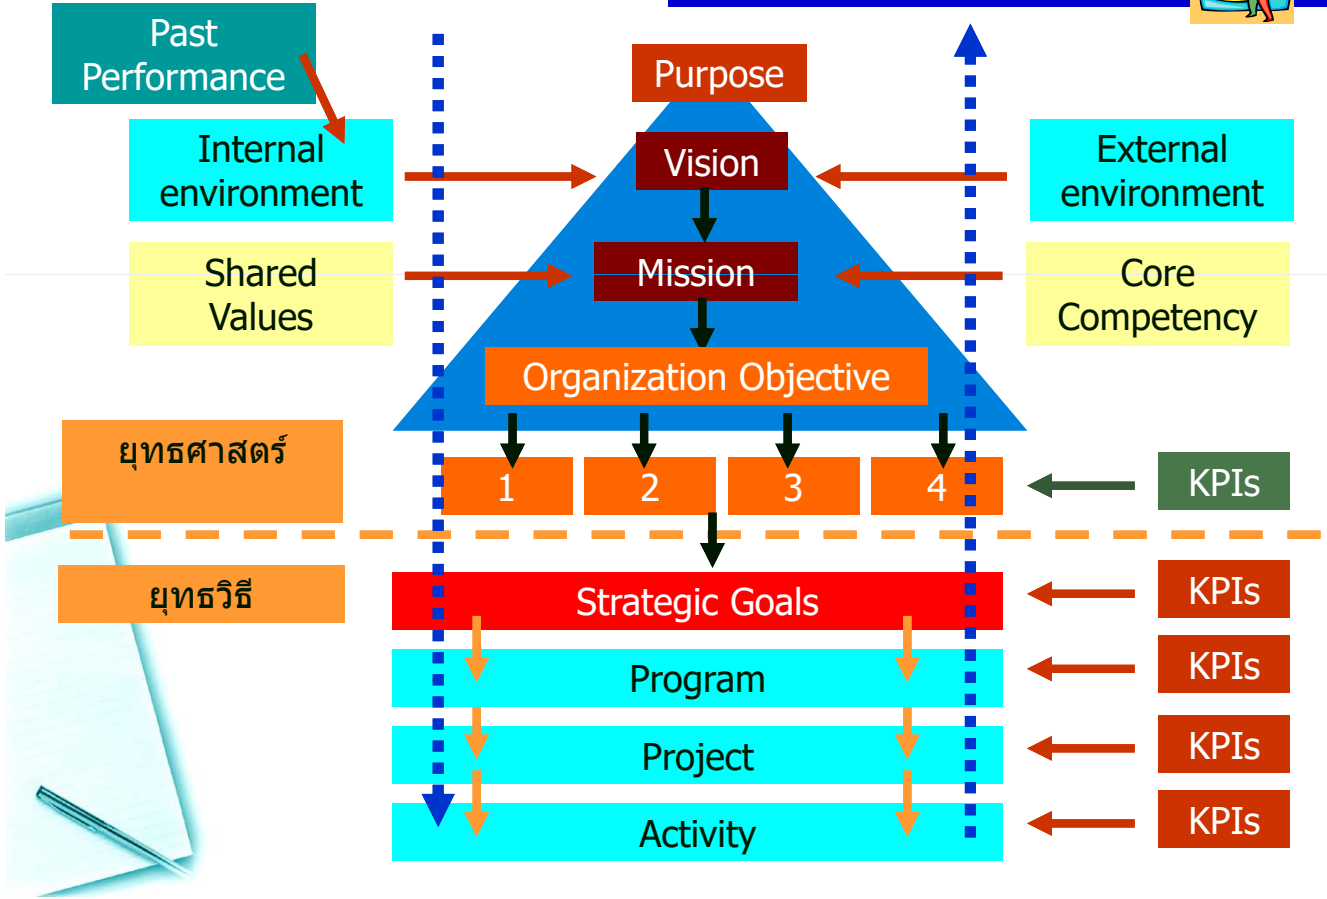 Past
Performance
Purpose
Internal
environment
Vision
External
environment
Shared
Values
Mission
Core
Competency
Organization Objective
ยุทธศาสตร์
1
2
3
4
KPIs
ยุทธวิธี
Strategic Goals
KPIs
Program
KPIs
Project
KPIs
Activity
KPIs